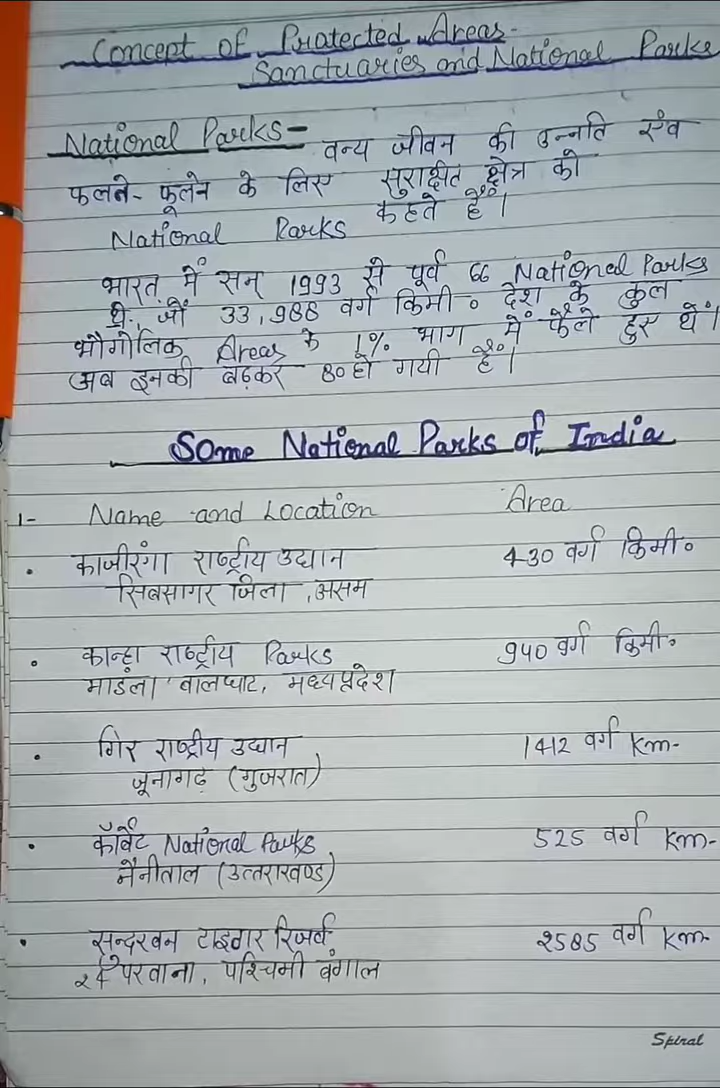 Concept of Protected Areas-
Sanctuaries and National Parks
National Parks- वन्य जीवन की उन्नति एंव
फलने-फूलने के लिए सुराक्षित क्षेत्र को
National Parks कहते हैं।
भारत में सन् 1993 से पूर्व 66 National Parks
थे, जों 33,988 वर्ग किमी० देश के कुल
भौगोलिक Areas के 1% भाग में फैले हुए थे।
अब इनकी बढ़कर 80 हो गयी है।
Some National Parks of India
1- Name and Location Area
• काजीरंगा राष्ट्रीय उद्यान 430 वर्ग किमी०
सिबसागर जिला, असम
• कान्हा राष्ट्रीय Parks 940 वर्ग किमी०
मांडला बालघाट, मध्यप्रदेश
• गिर राष्ट्रीय उद्यान 1412 वर्ग Km-
जूनागढ़ (गुजरात)
• कॉर्बेट National Parks 525 वर्ग Km-
नैनीताल (उत्तराखण्ड)
• सुन्दरवन टाइगर रिजर्व 2585 वर्ग Km-
24 परवाना, पश्चिमी बंगाल
Spiral